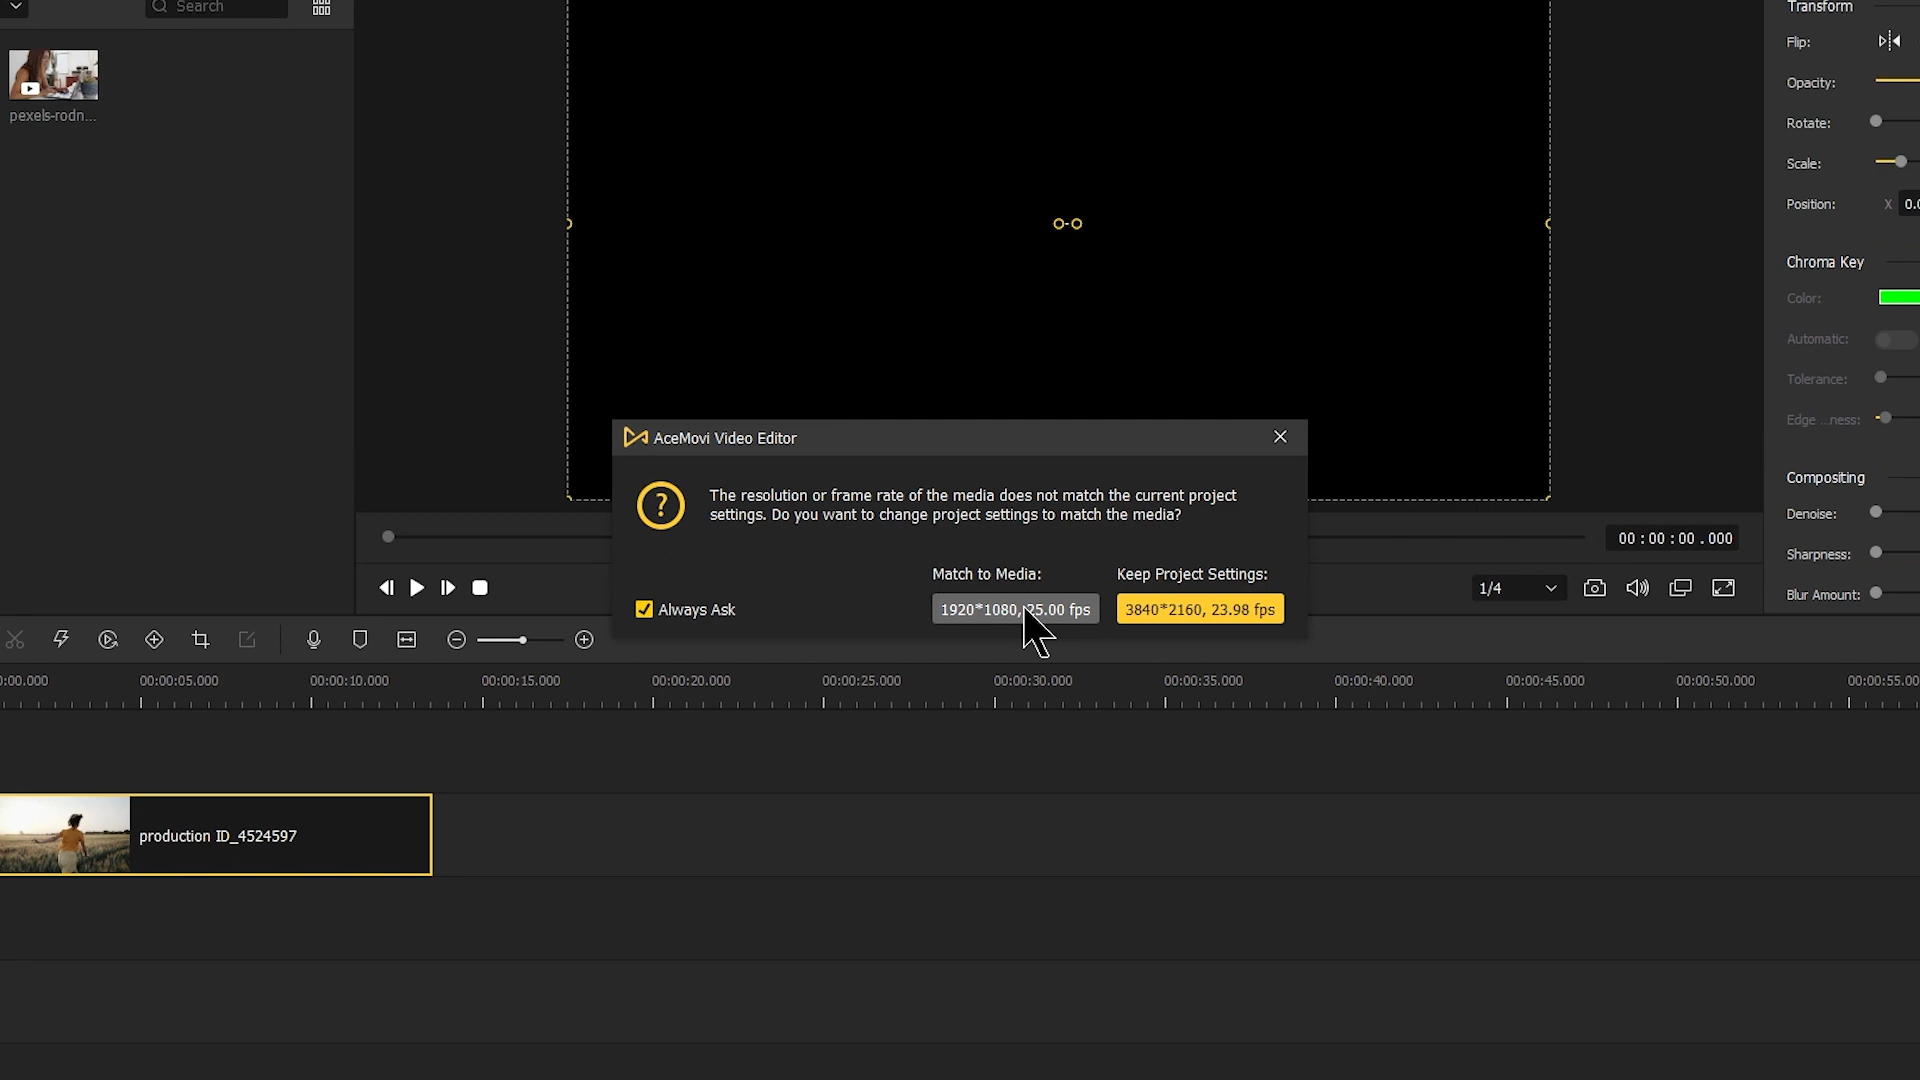 Search
pexels-rodn...
Transform
Flip:
Opacity:
Rotate:
Scale:
Position:
X
0.0
Chroma Key
Color:
Automatic:
Tolerance:
Edge ...ness:
Compositing
Denoise:
Sharpness:
Blur Amount:
AceMovi Video Editor
?
The resolution or frame rate of the media does not match the current project
settings. Do you want to change project settings to match the media?
Match to Media:
Keep Project Settings:
Always Ask
1920*1080, 25.00 fps
3840*2160, 23.98 fps
00:00:00.000
1/4
0:00.000
00:00:05.000
00:00:10.000
00:00:15.000
00:00:20.000
00:00:25.000
00:00:30.000
00:00:35.000
00:00:40.000
00:00:45.000
00:00:50.000
00:00:55.00
production ID_4524597